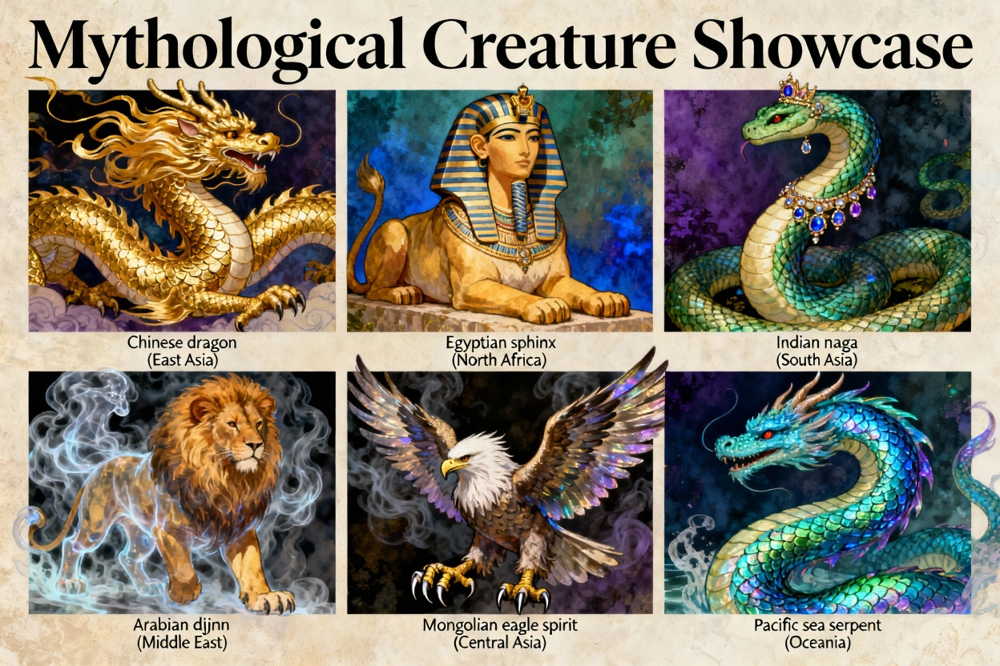 Mythological Creature Showcase
Chinese dragon
(East Asia)
Egyptian sphinx
(North Africa)
Indian naga
(South Asia)
Arabian djjnn
(Middle East)
Mongolian eagle spirit
(Central Asia)
Pacific sea serpent
(Oceania)